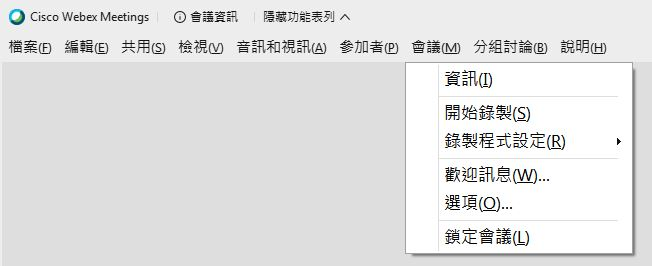 Cisco Webex Meetings 會議資訊 隱藏功能表列
檔案(F) 編輯(E) 共用(S) 檢視(V) 音訊和視訊(A) 參加者(P) 會議(M) 分組討論(B) 說明(H)
資訊(I)
開始錄製(S)
錄製程式設定(R)
歡迎訊息(W)...
選項(O)...
鎖定會議(L)